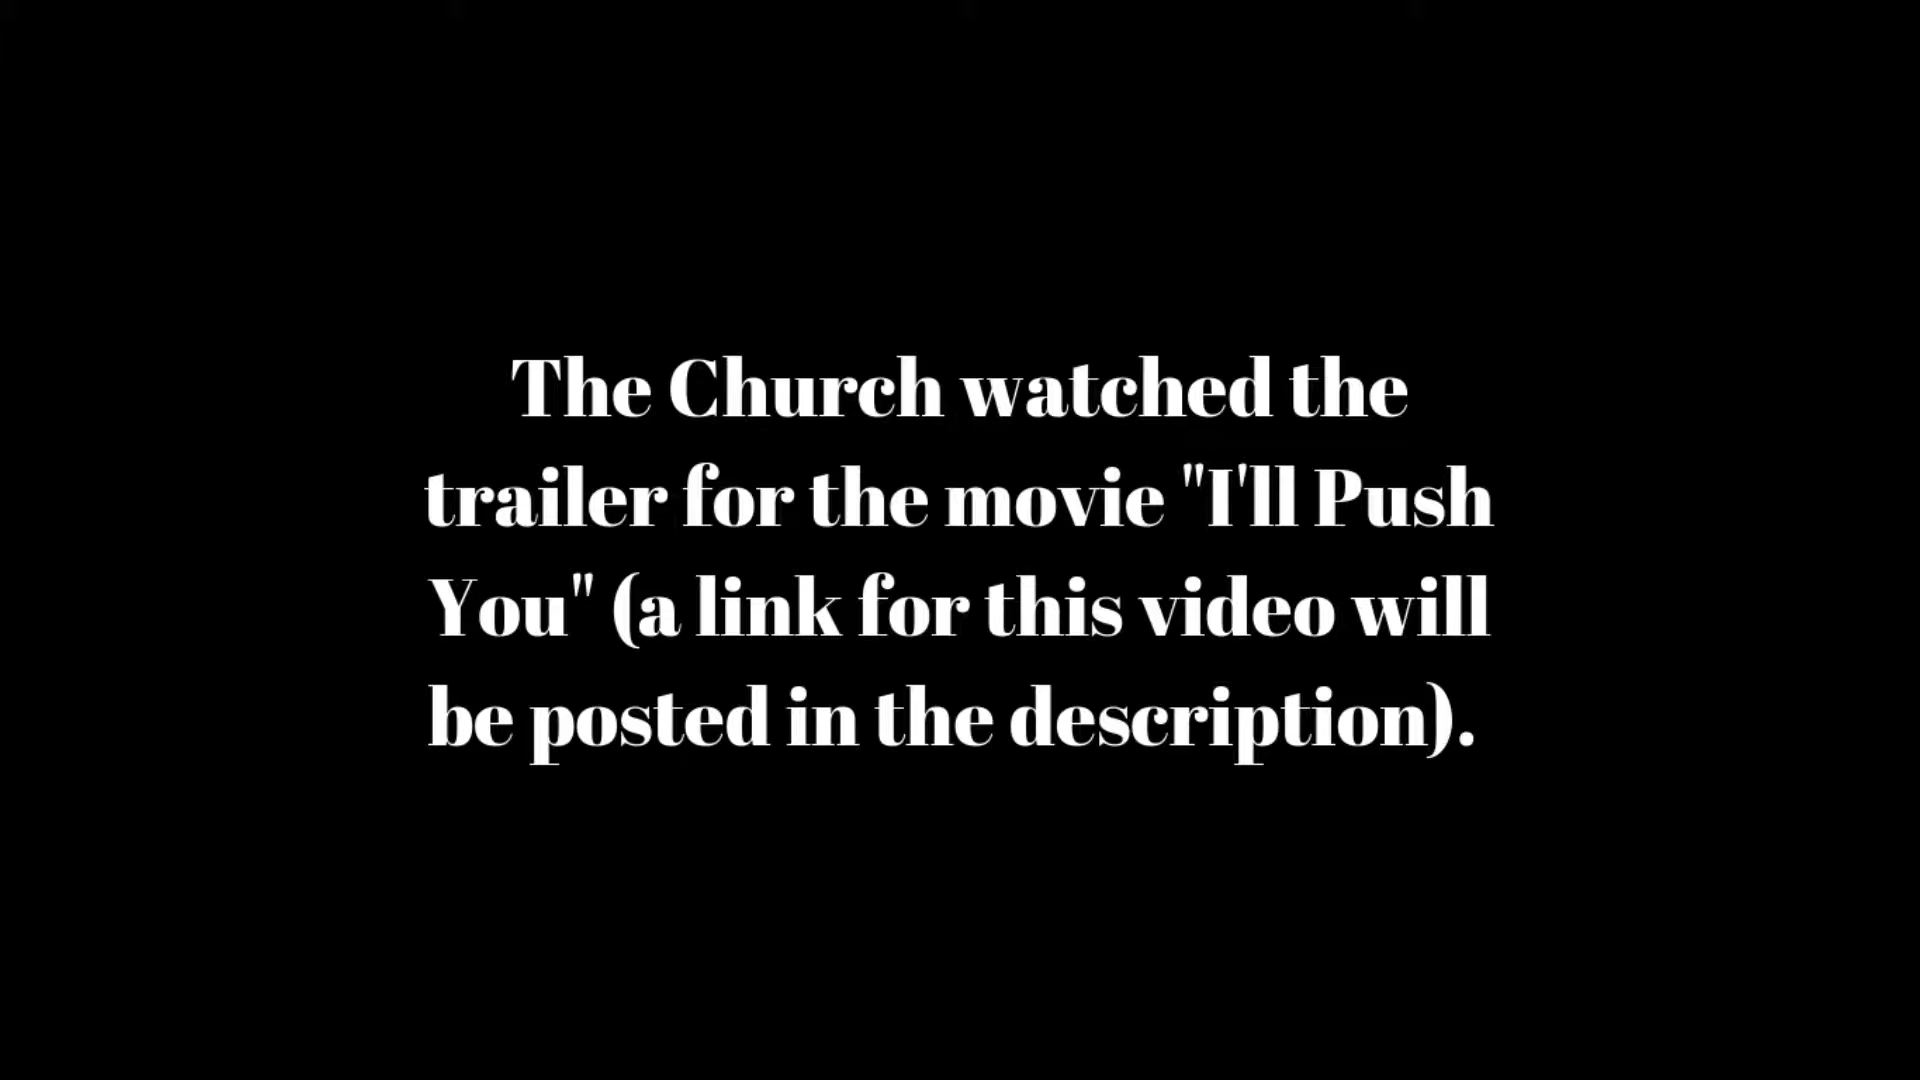 The Church watched the
trailer for the movie "I'll Push
You" (a link for this video will
be posted in the description).